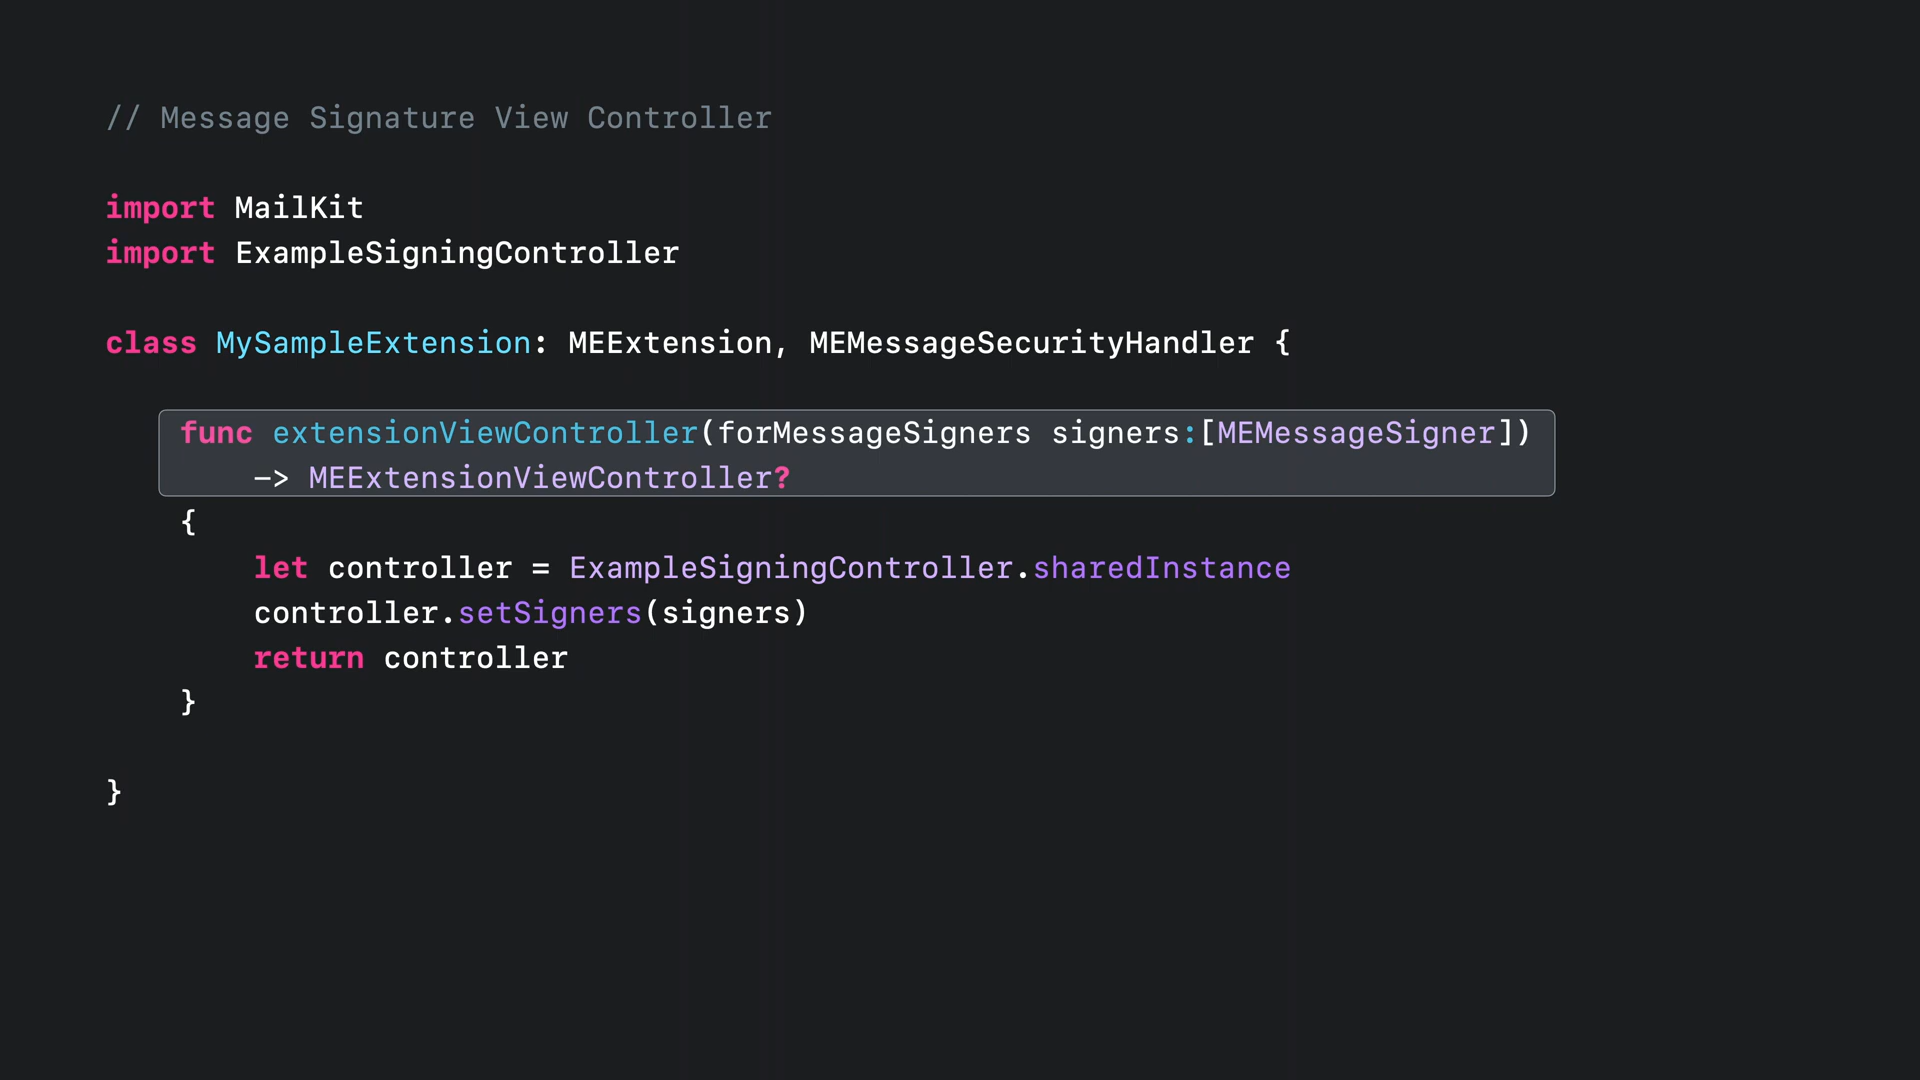 // Message Signature View Controller
import MailKit
import ExampleSigningController
class MySampleExtension: MEExtension, MEMessageSecurityHandler {
func extensionViewController(forMessageSigners signers:[MEMessageSigner])
-> MEExtensionViewController?
{
let controller = ExampleSigningController.sharedInstance
controller.setSigners(signers)
return controller
}
}